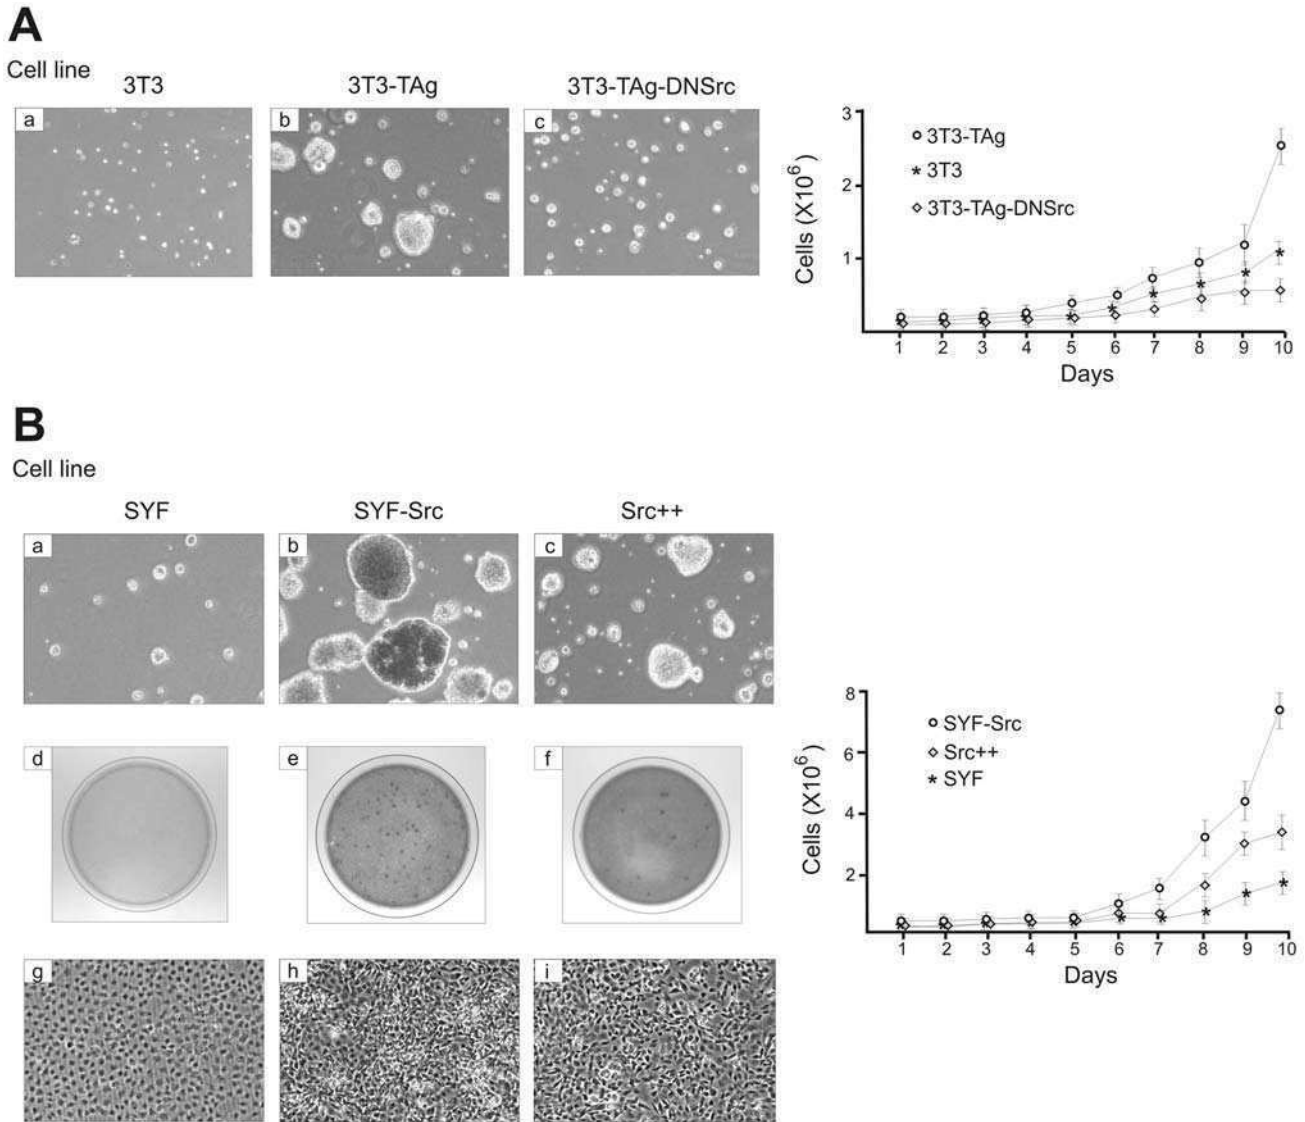 A
Cell line
3T3
3T3-TAg
3T3-TAg-DNSrc
a
b
c
3
2
1
Cells (X10⁶)
3T3-TAg
3T3
3T3-TAg-DNSrc
1 2 3 4 5 6 7 8 9 10
Days
B
Cell line
SYF
SYF-Src
Src++
a
b
c
d
e
f
g
h
i
8
6
4
2
Cells (X10⁶)
SYF-Src
Src++
SYF
1 2 3 4 5 6 7 8 9 10
Days